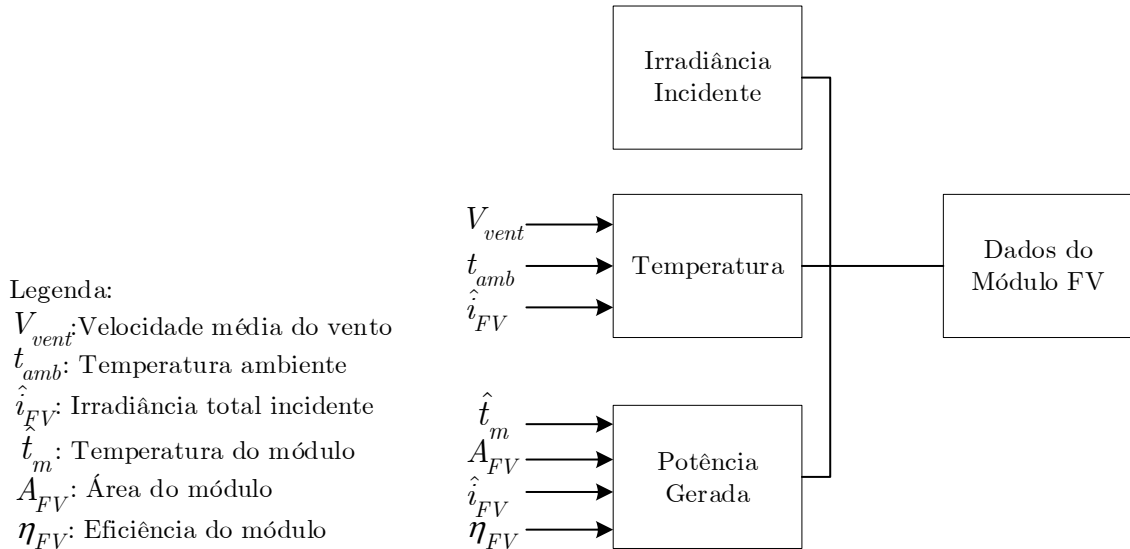 Irradiância
Incidente
V_vent
t_amb
î_FV
Temperatura
Dados do
Módulo FV
Legenda:
V_vent:Velocidade média do vento
t_amb: Temperatura ambiente
î_FV: Irradiância total incidente
t̂_m: Temperatura do módulo
A_FV: Área do módulo
η_FV: Eficiência do módulo
t̂_m
A_FV
î_FV
η_FV
Potência
Gerada